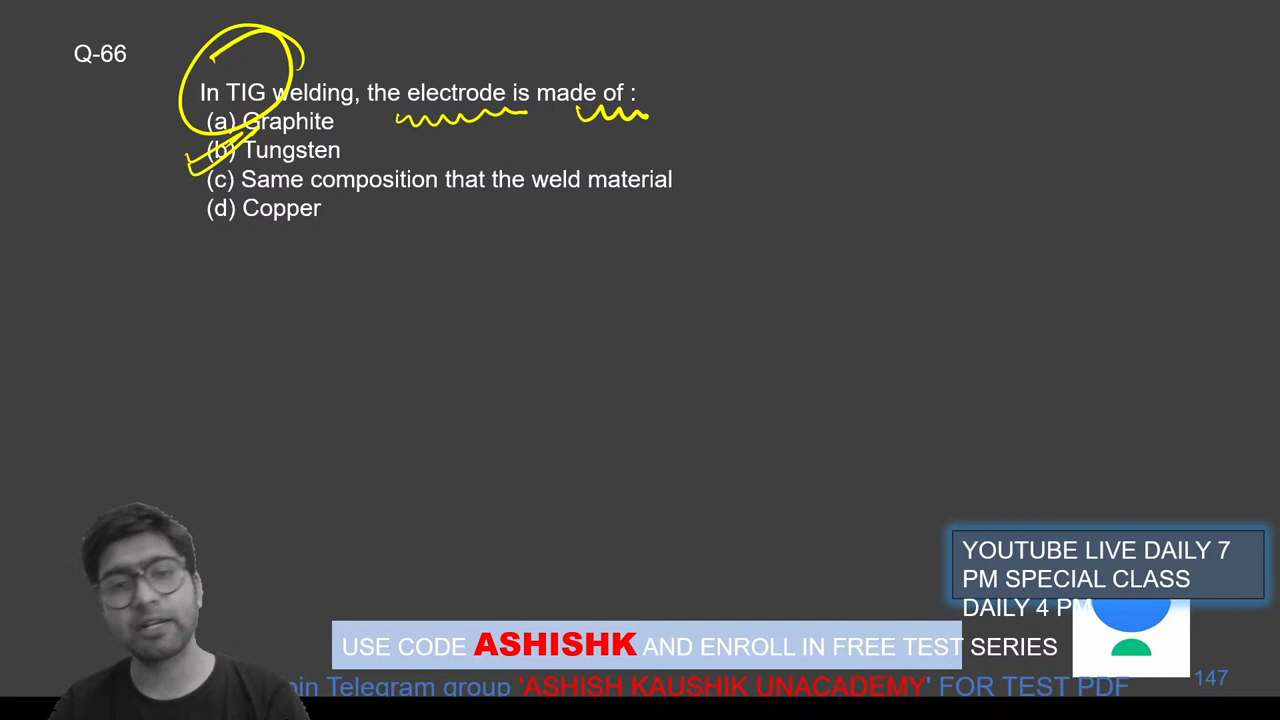 Q-66
In TIG welding, the electrode is made of :
(a) Graphite
(b) Tungsten
(c) Same composition that the weld material
(d) Copper
YOUTUBE LIVE DAILY 7
PM SPECIAL CLASS
DAILY 4 PM
USE CODE ASHISHK AND ENROLL IN FREE TEST SERIES
oin Telegram group 'ASHISH KAUSHIK UNACADEMY' FOR TEST PDF
147